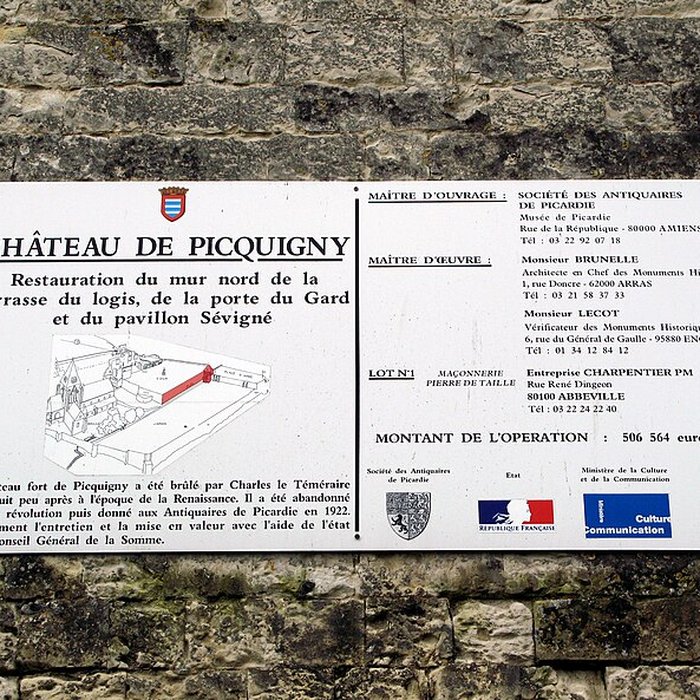 HÂTEAU DE PICQUIGNY
Restauration du mur nord de la
rrasse du logis, de la porte du Gard
et du pavillon Sévigné
eau fort de Picquigny a été brûlé par Charles le Téméraire
uit peu après à l'époque de la Renaissance. Il a été abandonné
révolution puis donné aux Antiquaires de Picardie en 1922.
ment l'entretien et la mise en valeur avec l'aide de l'état
onseil Général de la Somme.
MAÎTRE D'OUVRAGE : SOCIÉTÉ DES ANTIQUAIRES
DE PICARDIE
Musée de Picardie
Rue de la République - 80000 AMIENS
Tél : 03 22 92 07 18
MAÎTRE D'ŒUVRE : Monsieur BRUNELLE
Architecte en Chef des Monuments Hi
1, rue Doncre - 62000 ARRAS
Tél : 03 21 58 37 33
Monsieur LECOT
Vérificateur des Monuments Historiqu
6, rue du Général de Gaulle - 95880 EN
Tél : 01 34 12 84 12
LOT N°1 MAÇONNERIE Entreprise CHARPENTIER PM
PIERRE DE TAILLE Rue René Dingeon
80100 ABBEVILLE
Tél : 03 22 24 22 40
MONTANT DE L'OPERATION : 506 564 eur
Société des Antiquaires
de Picardie
Etat
Ministère de la Culture
et de la Communication
RÉPUBLIQUE FRANÇAISE
Ministère
Culture
Communication